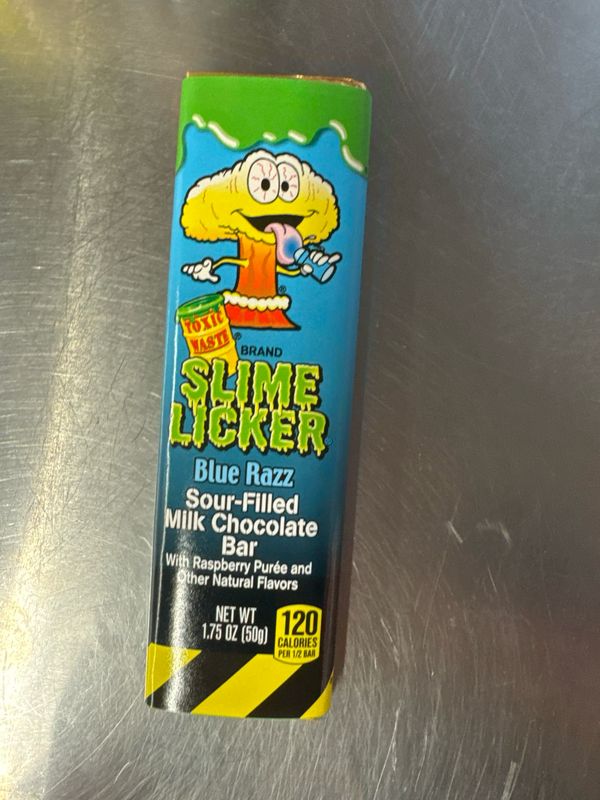 TOXIC
WASTE®
BRAND
SLIME
LICKER®
Blue Razz
Sour-Filled
Milk Chocolate
Bar
With Raspberry Purée and
Other Natural Flavors
NET WT
1.75 OZ (50g)
120
CALORIES
PER 1/2 BAR